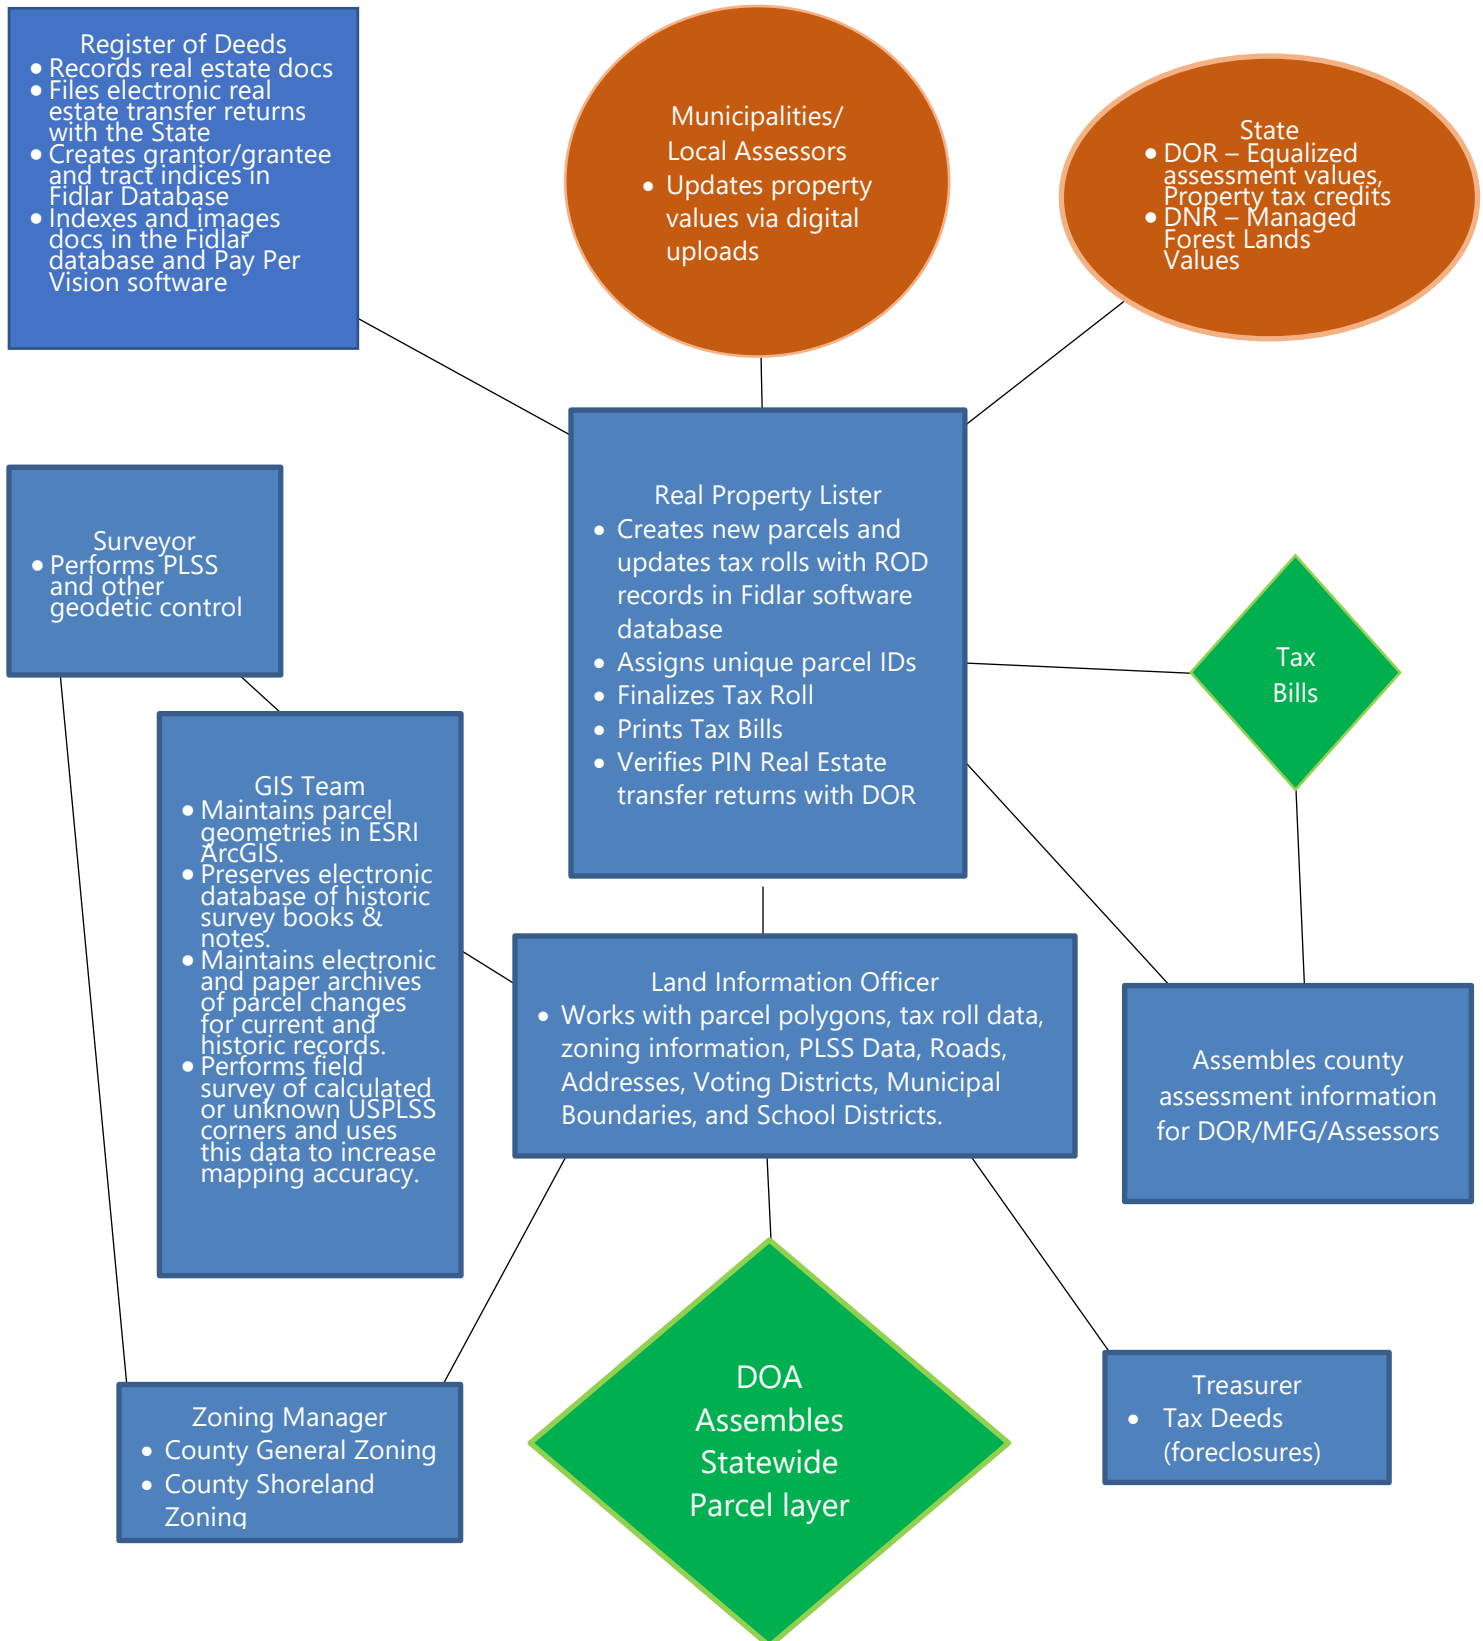 Register of Deeds
• Records real estate docs
• Files electronic real
estate transfer returns
with the State
• Creates grantor/grantee
and tract indices in
Fidlar Database
• Indexes and images
docs in the Fidlar
database and Pay Per
Vision software
Municipalities/
Local Assessors
• Updates property
values via digital
uploads
State
• DOR – Equalized
assessment values,
Property tax credits
• DNR – Managed
Forest Lands
Values
Surveyor
• Performs PLSS
and other
geodetic control
Real Property Lister
• Creates new parcels and
updates tax rolls with ROD
records in Fidlar software
database
• Assigns unique parcel IDs
• Finalizes Tax Roll
• Prints Tax Bills
• Verifies PIN Real Estate
transfer returns with DOR
Tax
Bills
GIS Team
• Maintains parcel
geometries in ESRI
ArcGIS.
• Preserves electronic
database of historic
survey books &
notes.
• Maintains electronic
and paper archives
of parcel changes
for current and
historic records.
• Performs field
survey of calculated
or unknown USPLSS
corners and uses
this data to increase
mapping accuracy.
Land Information Officer
• Works with parcel polygons, tax roll data,
zoning information, PLSS Data, Roads,
Addresses, Voting Districts, Municipal
Boundaries, and School Districts.
Assembles county
assessment information
for DOR/MFG/Assessors
Zoning Manager
• County General Zoning
• County Shoreland
Zoning
DOA
Assembles
Statewide
Parcel layer
Treasurer
• Tax Deeds
(foreclosures)